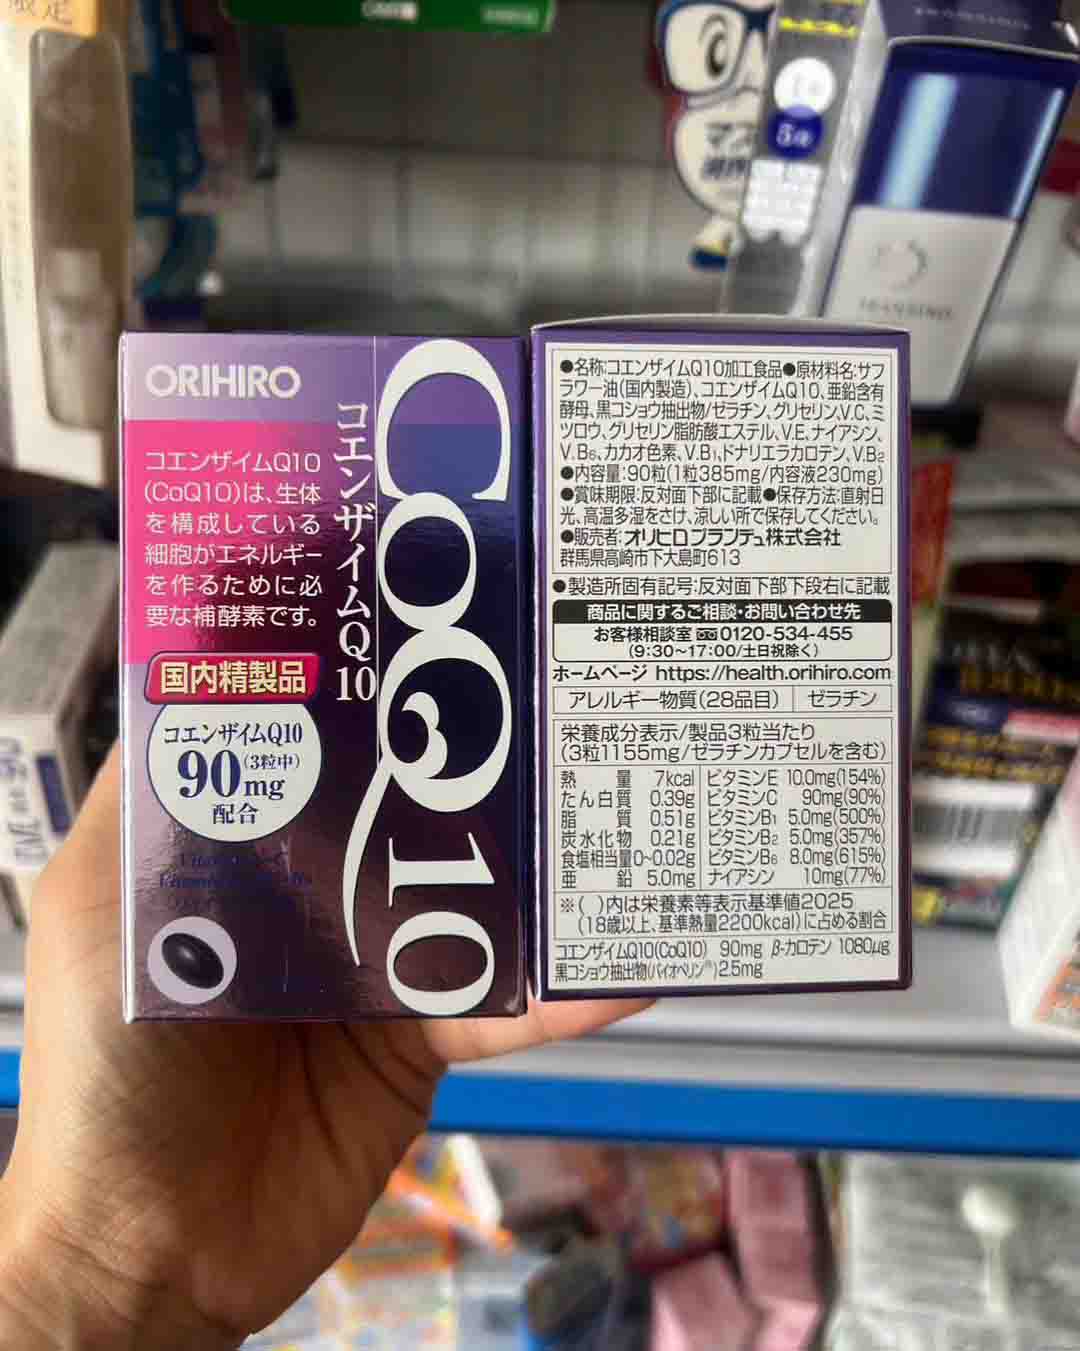 限定
ORIHIRO
コエンザイムQ10
(CoQ10)は、生体
を構成している
細胞がエネルギー
を作るために必
要な補酵素です。
コエンザイムQ10
CoQ10
国内精製品
コエンザイムQ10
90mg(3粒中)
配合
●名称:コエンザイムQ10加工食品●原材料名:サフ
ラワー油(国内製造)、コエンザイムQ10、亜鉛含有
酵母、黒コショウ抽出物/ゼラチン、グリセリン、V.C、ミ
ツロウ、グリセリン脂肪酸エステル、V.E、ナイアシン、
V.B6、カカオ色素、V.B1、ドナリエラカロテン、V.B2
●内容量:90粒(1粒385mg/内容液230mg)
●賞味期限:反対面下部に記載●保存方法:直射日
光、高温多湿をさけ、涼しい所で保存してください。
●販売者:オリヒロプランデュ株式会社
群馬県高崎市下大島町613
●製造所固有記号:反対面下部下段右に記載
商品に関するご相談・お問い合わせ先
お客様相談室 0120-534-455
(9:30~17:00/土日祝除く)
ホームページ https://health.orihiro.com
アレルギー物質(28品目) ゼラチン
栄養成分表示/製品3粒当たり
(3粒1155mg/ゼラチンカプセルを含む)
熱量 7kcal ビタミンE 10.0mg(154%)
たん白質 0.39g ビタミンC 90mg(90%)
脂質 0.51g ビタミンB1 5.0mg(500%)
炭水化物 0.21g ビタミンB2 5.0mg(357%)
食塩相当量0~0.02g ビタミンB6 8.0mg(615%)
亜鉛 5.0mg ナイアシン 10mg(77%)
※( )内は栄養素等表示基準値2025
(18歳以上、基準熱量2200kcal)に占める割合
コエンザイムQ10(CoQ10) 90mg β-カロテン 1080μg
黒コショウ抽出物(バイオペリン®)2.5mg